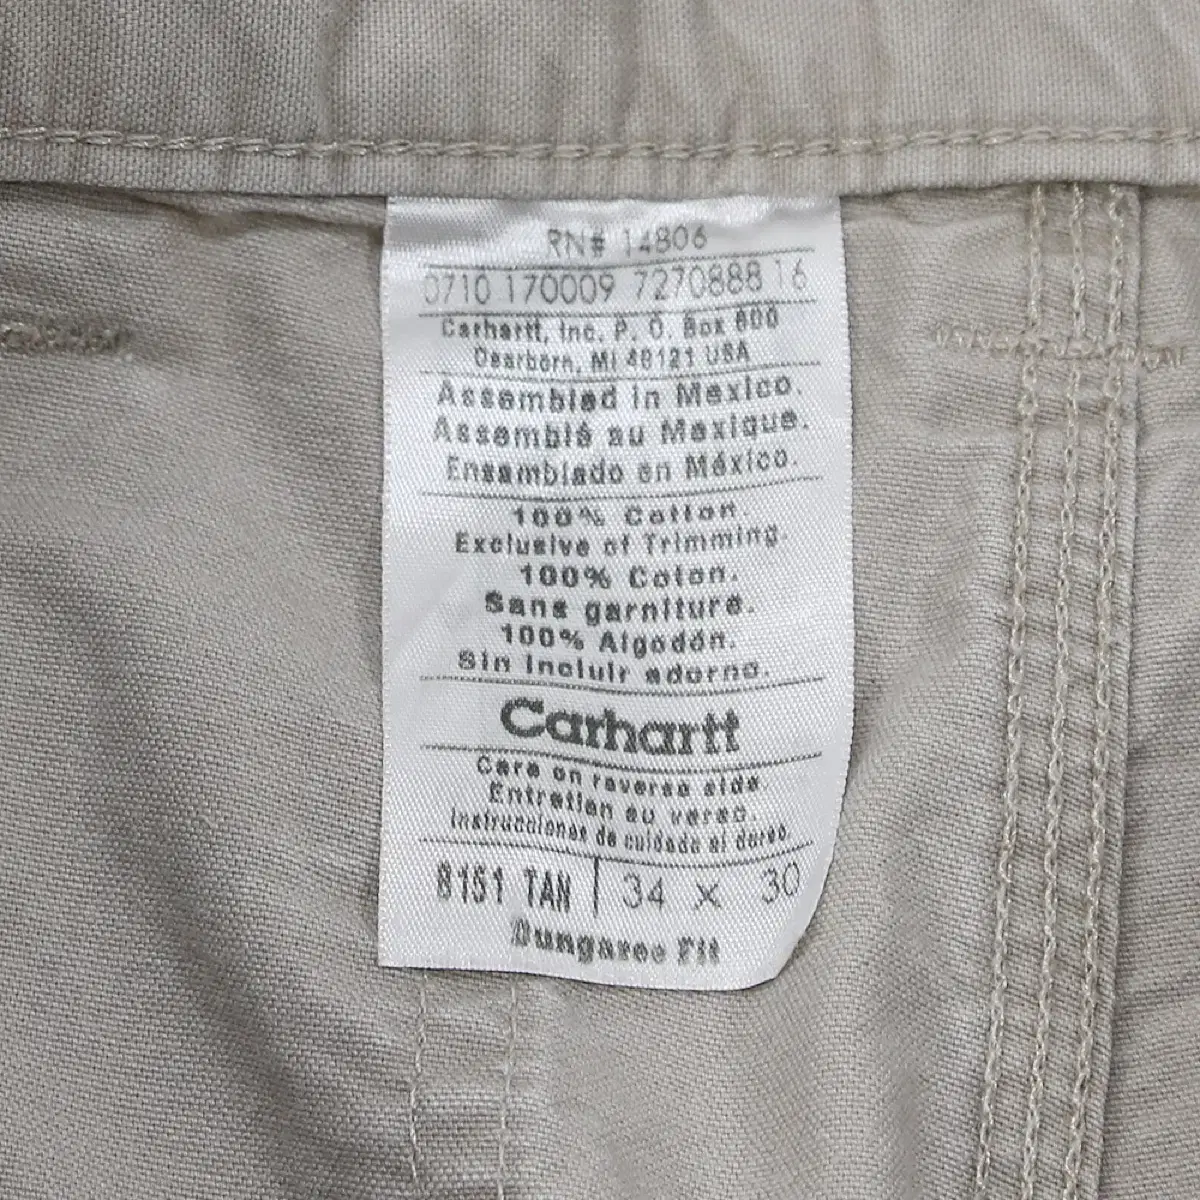 RN# 14806
0710 170009 7270888 16
Carhartt, Inc. P. O. Box 600
Dearborn, MI 48121 USA
Assembled in Mexico.
Assemblé au Mexique.
Ensamblado en México.
100% Cotton.
Exclusive of Trimming.
100% Coton.
Sans garniture.
100% Algodón.
Sin Incluir adorno.
Carhartt
Care on reverse side.
Entretien au verso.
Instrucciones de cuidado al dorso.
8151 TAN 34 x 30
Dungaree Fit